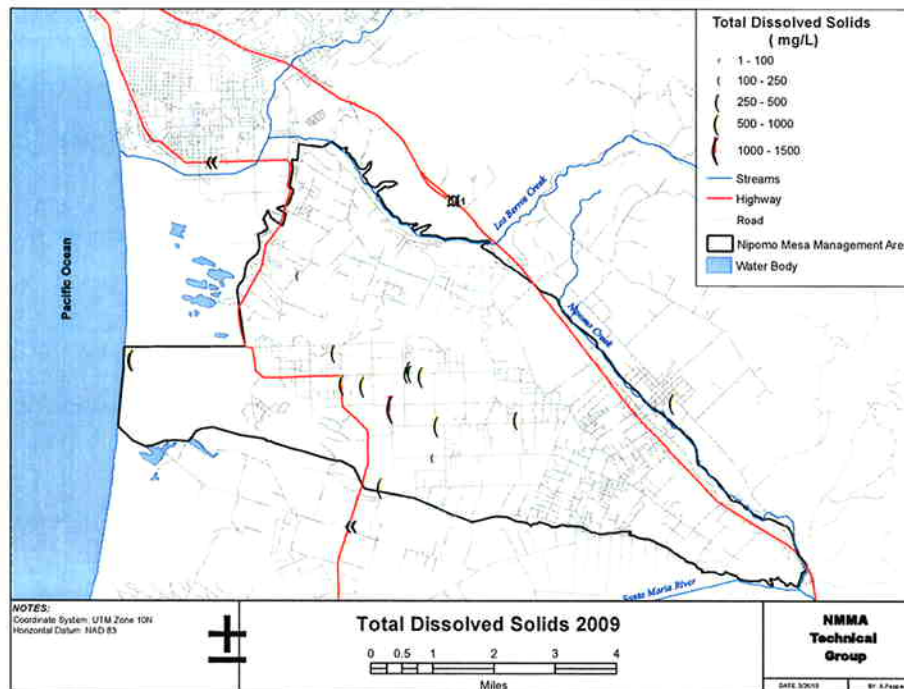 Total Dissolved Solids
( mg/L)
1 - 100
100 - 250
250 - 500
500 - 1000
1000 - 1500
Streams
Highway
Road
Nipomo Mesa Management Are
Water Body
Pacific Ocean
Los Berros Creek
Nipomo Creek
Santa Maria River
NOTES:
Coordinate System: UTM Zone 10N
Horizontal Datum: NAD 83
Total Dissolved Solids 2009
0 0.5 1 2 3 4
Miles
NMMA
Technical
Group
DATE:
BY: